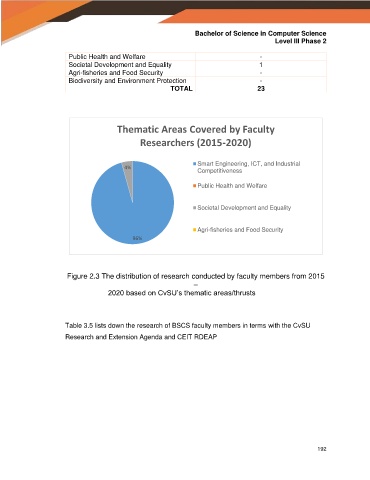 Bachelor of Science in Computer Science
Level III Phase 2
Public Health and Welfare -
Societal Development and Equality 1
Agri-fisheries and Food Security -
Biodiversity and Environment Protection -
TOTAL 23
Thematic Areas Covered by Faculty
Researchers (2015-2020)
4%
96%
Smart Engineering, ICT, and Industrial
Competitiveness
Public Health and Welfare
Societal Development and Equality
Agri-fisheries and Food Security
Figure 2.3 The distribution of research conducted by faculty members from 2015
–
2020 based on CvSU's thematic areas/thrusts
Table 3.5 lists down the research of BSCS faculty members in terms with the CvSU
Research and Extension Agenda and CEIT RDEAP
192